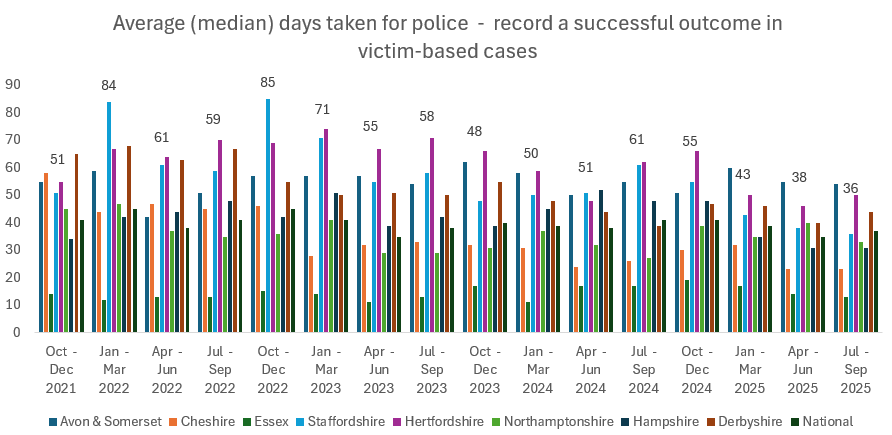 Average (median) days taken for police  -  record a successful outcome in
victim-based cases
90
80
70
60
50
40
30
20
10
0
51
84
61
59
85
71
55
58
48
50
51
61
55
43
38
36
Oct -
Dec
2021
Jan -
Mar
2022
Apr -
Jun
2022
Jul -
Sep
2022
Oct -
Dec
2022
Jan -
Mar
2023
Apr -
Jun
2023
Jul -
Sep
2023
Oct -
Dec
2023
Jan -
Mar
2024
Apr -
Jun
2024
Jul -
Sep
2024
Oct -
Dec
2024
Jan -
Mar
2025
Apr -
Jun
2025
Jul -
Sep
2025
Avon & Somerset Cheshire Essex Staffordshire Hertfordshire Northamptonshire Hampshire Derbyshire National